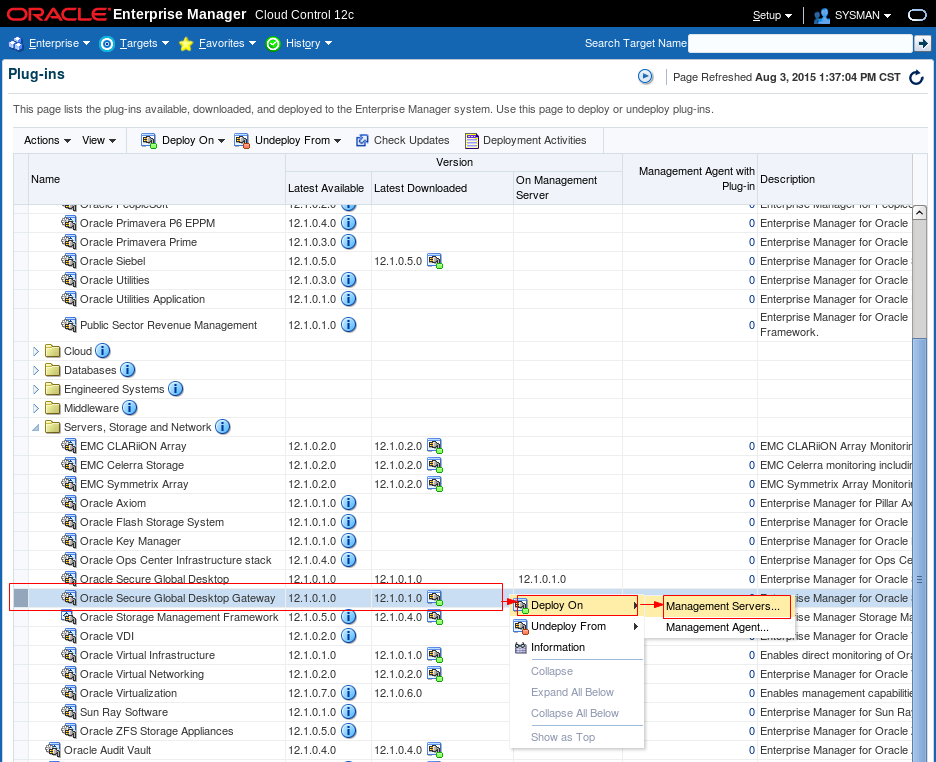 ORACLE Enterprise Manager Cloud Control 12c Setup SYSMAN
Enterprise Targets Favorites History Search Target Name
Plug-ins Page Refreshed Aug 3, 2015 1:37:04 PM CST
This page lists the plug-ins available, downloaded, and deployed to the Enterprise Manager system. Use this page to deploy or undeploy plug-ins.
Actions View Deploy On Undeploy From Check Updates Deployment Activities
Version
Name Latest Available Latest Downloaded On Management Server Management Agent with Plug-in Description
Oracle PeopleSoft 12.1.0.2.0 0 Enterprise Manager for
Oracle Primavera P6 EPPM 12.1.0.4.0 0 Enterprise Manager for Oracle
Oracle Primavera Prime 12.1.0.3.0 0 Enterprise Manager for Oracle
Oracle Siebel 12.1.0.5.0 12.1.0.5.0 0 Enterprise Manager for Oracle
Oracle Utilities 12.1.0.3.0 0 Enterprise Manager for Oracle
Oracle Utilities Application 12.1.0.1.0 0 Enterprise Manager for Oracle
Public Sector Revenue Management 12.1.0.1.0 0 Enterprise Manager for Oracle
Framework.
Cloud
Databases
Engineered Systems
Middleware
Servers, Storage and Network
EMC CLARiiON Array 12.1.0.2.0 12.1.0.2.0 0 EMC CLARiiON Array Monitorin
EMC Celerra Storage 12.1.0.2.0 12.1.0.2.0 0 EMC Celerra monitoring includin
EMC Symmetrix Array 12.1.0.2.0 12.1.0.2.0 0 EMC Symmetrix Array Monitorin
Oracle Axiom 12.1.0.1.0 0 Enterprise Manager for Pillar Ax
Oracle Flash Storage System 12.1.0.1.0 0 Enterprise Manager for Oracle
Oracle Key Manager 12.1.0.1.0 0 Enterprise Manager for Oracle
Oracle Ops Center Infrastructure stack 12.1.0.4.0 0 Enterprise Manager for Ops Ce
Oracle Secure Global Desktop 12.1.0.1.0 12.1.0.1.0 12.1.0.1.0 0 Enterprise Manager for Oracle
Oracle Secure Global Desktop Gateway 12.1.0.1.0 12.1.0.1.0 Enterprise Manager for Oracle
Deploy On Management Servers...
Oracle Storage Management Framework 12.1.0.5.0 12.1.0.4.0 Manager Storage Ma
Undeploy From Management Agent...
Oracle VDI 12.1.0.2.0 Enterprise Manager for Oracle
Information
Oracle Virtual Infrastructure 12.1.0.1.0 12.1.0.1.0 0 Enables direct monitoring of Ora
Collapse
Oracle Virtual Networking 12.1.0.2.0 12.1.0.2.0 0 Enterprise Manager for Oracle
Expand All Below
Oracle Virtualization 12.1.0.7.0 12.1.0.6.0 0 Enables management capabilitie
Collapse All Below
Sun Ray Software 12.1.0.1.0 0 Enterprise Manager for Sun Ra
Oracle ZFS Storage Appliances 12.1.0.5.0 0 Enterprise Manager for Oracle
Show as Top
Oracle Audit Vault 12.1.0.4.0 12.1.0.4.0 0 Enterprise Manager for Oracle